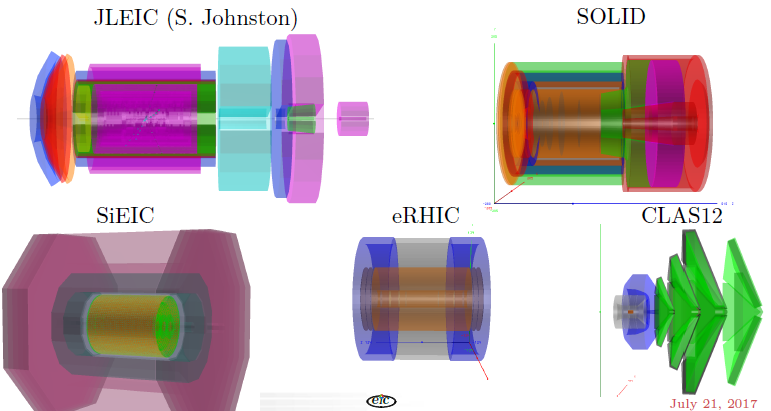 JLEIC (S. Johnston)
SOLID
SiEIC
eRHIC
CLAS12
eic
July 21, 2017